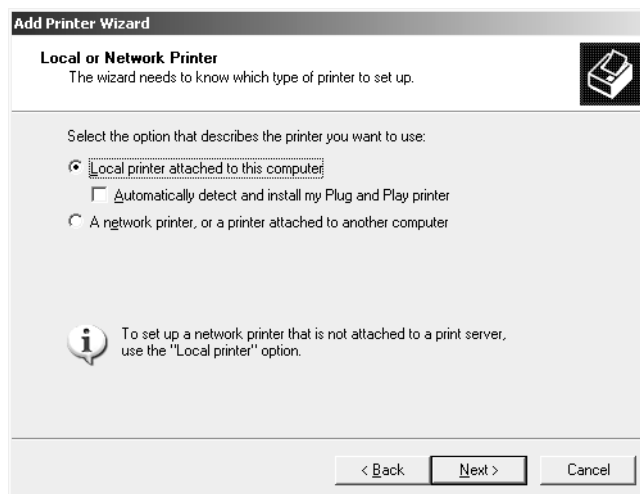 Add Printer Wizard
Local or Network Printer
The wizard needs to know which type of printer to set up.
Select the option that describes the printer you want to use:
Local printer attached to this computer
Automatically detect and install my Plug and Play printer
A network printer, or a printer attached to another computer
To set up a network printer that is not attached to a print server,
use the "Local printer" option.
< Back Next > Cancel